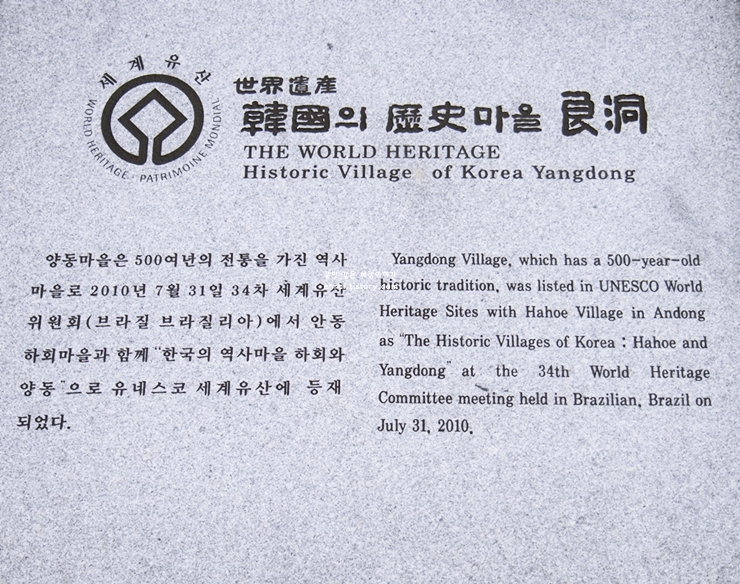 세계유산
WORLD HERITAGE · PATRIMOINE MONDIAL
世界遺産
韓國의 歷史마을 良洞
THE WORLD HERITAGE
Historic Village of Korea Yangdong
양동마을은 500여년의 전통을 가진 역사
마을로 2010년 7월 31일 34차 세계유산
위원회(브라질 브라질리아)에서 안동
하회마을과 함께 “한국의 역사마을 하회와
양동”으로 유네스코 세계유산에 등재
되었다.
Yangdong Village, which has a 500-year-old
historic tradition, was listed in UNESCO World
Heritage Sites with Hahoe Village in Andong
as “The Historic Villages of Korea : Hahoe and
Yangdong” at the 34th World Heritage
Committee meeting held in Brazilian, Brazil on
July 31, 2010.